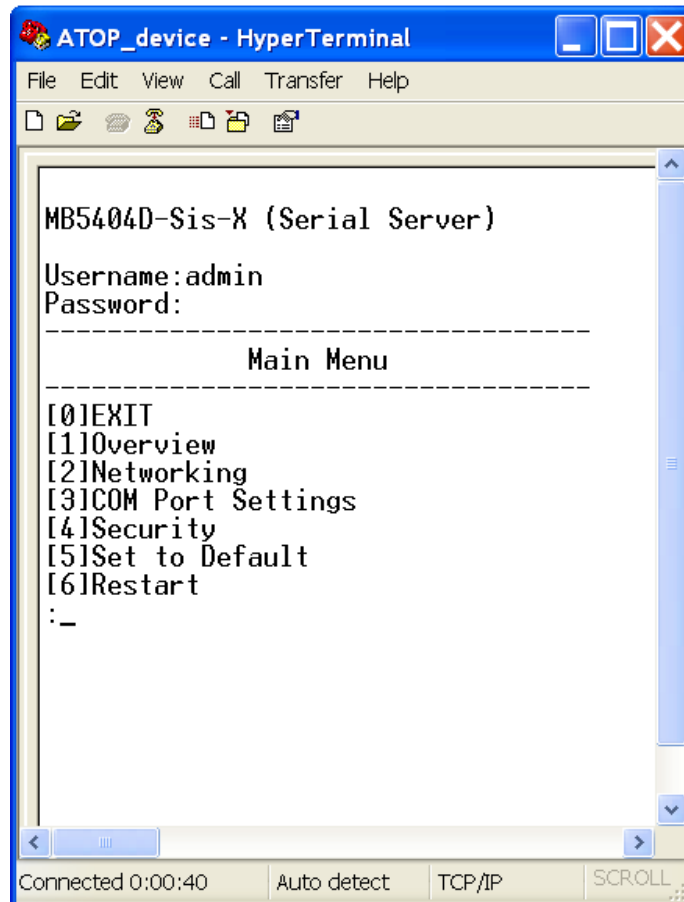 ATOP_device - HyperTerminal
File Edit View Call Transfer Help
MB5404D-Sis-X (Serial Server)
Username:admin
Password:
-----------------------------------
Main Menu
-----------------------------------
[0]EXIT
[1]Overview
[2]Networking
[3]COM Port Settings
[4]Security
[5]Set to Default
[6]Restart
:_
Connected 0:00:40 Auto detect TCP/IP SCROLL